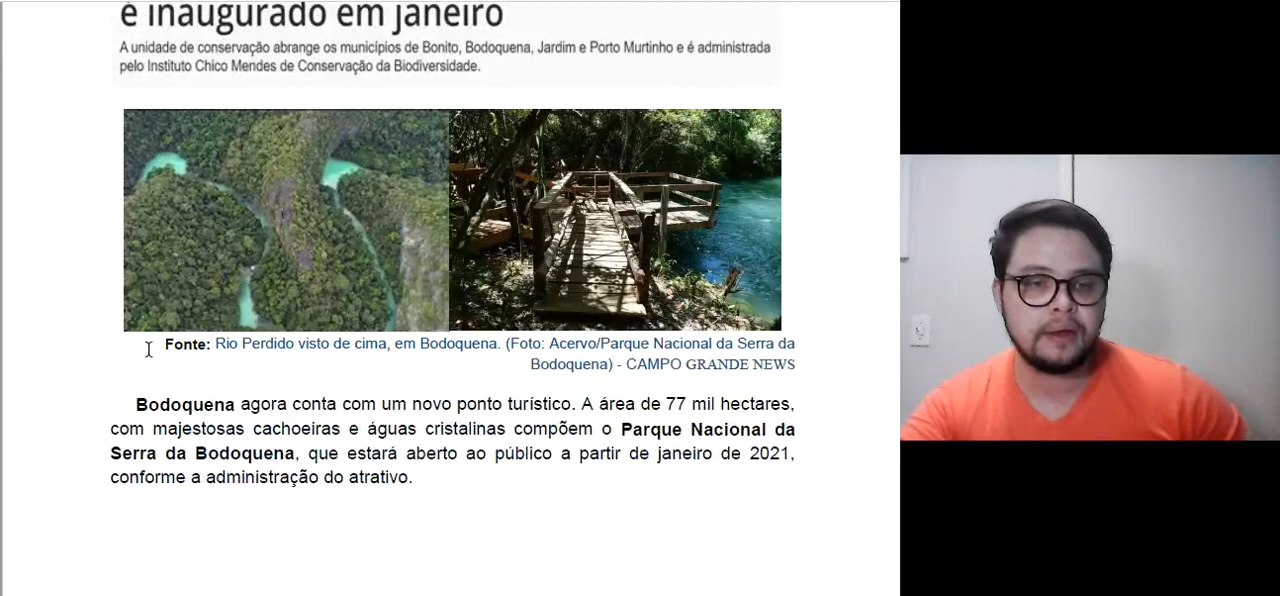 é inaugurado em janeiro
A unidade de conservação abrange os municípios de Bonito, Bodoquena, Jardim e Porto Murtinho e é administrada
pelo Instituto Chico Mendes de Conservação da Biodiversidade.
Fonte: Rio Perdido visto de cima, em Bodoquena. (Foto: Acervo/Parque Nacional da Serra da
Bodoquena) - CAMPO GRANDE NEWS
Bodoquena agora conta com um novo ponto turístico. A área de 77 mil hectares,
com majestosas cachoeiras e águas cristalinas compõem o Parque Nacional da
Serra da Bodoquena, que estará aberto ao público a partir de janeiro de 2021,
conforme a administração do atrativo.